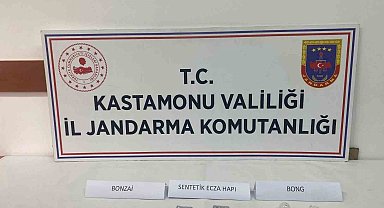 T.C.
KASTAMONU VALİLİĞİ
İL JANDARMA KOMUTANLIĞI
BONZAİ
SENTETİK ECZA HAPI
BONG